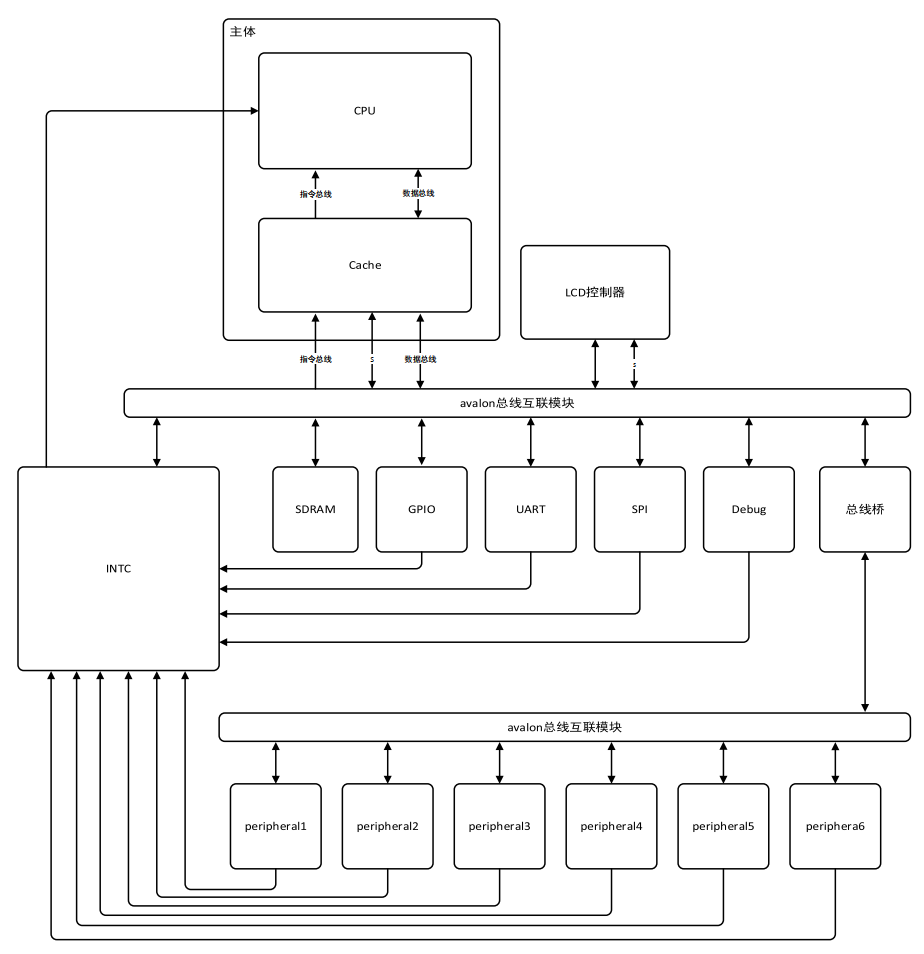 主体
CPU
指令总线
数据总线
Cache
LCD控制器
指令总线
s
数据总线
s
avalon总线互联模块
SDRAM
GPIO
UART
SPI
Debug
总线桥
INTC
avalon总线互联模块
peripheral1
peripheral2
peripheral3
peripheral4
peripheral5
periphera6